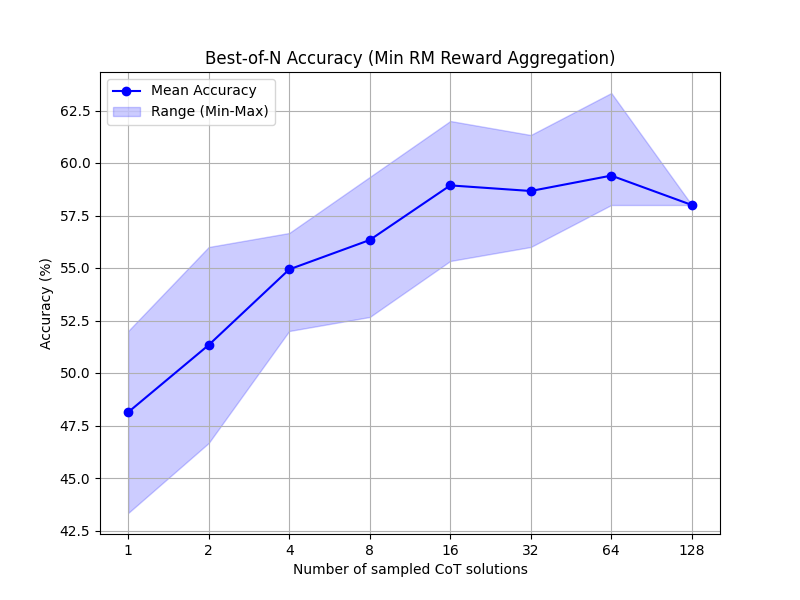 Best-of-N Accuracy (Min RM Reward Aggregation)
Mean Accuracy
Range (Min-Max)
62.5
60.0
57.5
55.0
52.5
50.0
47.5
45.0
42.5
Accuracy (%)
1 2 4 8 16 32 64 128
Number of sampled CoT solutions